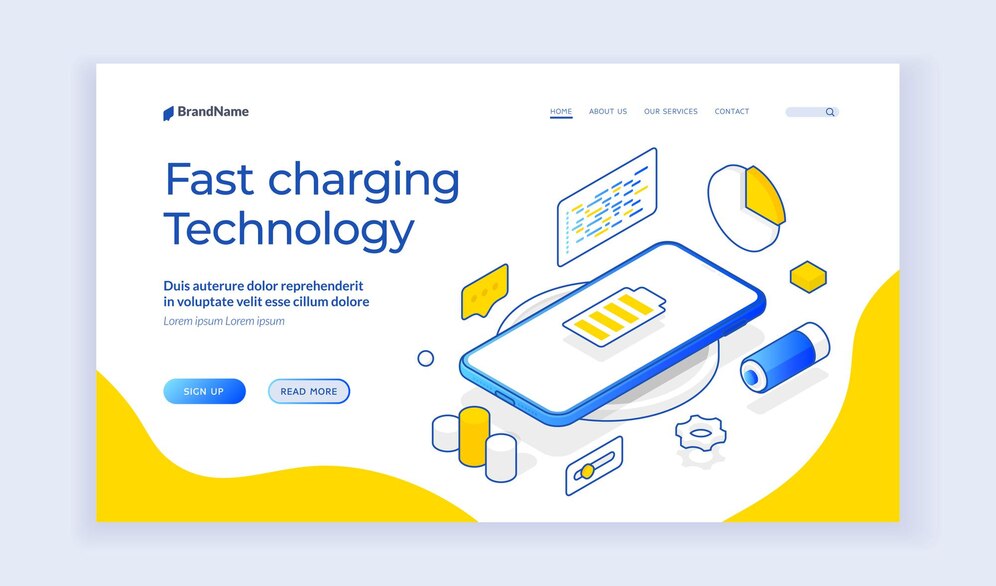 BrandName
HOME ABOUT US OUR SERVICES CONTACT
Fast charging
Technology
Duis auterure dolor reprehenderit
in voluptate velit esse cillum dolore
Lorem ipsum Lorem ipsum
SIGN UP READ MORE